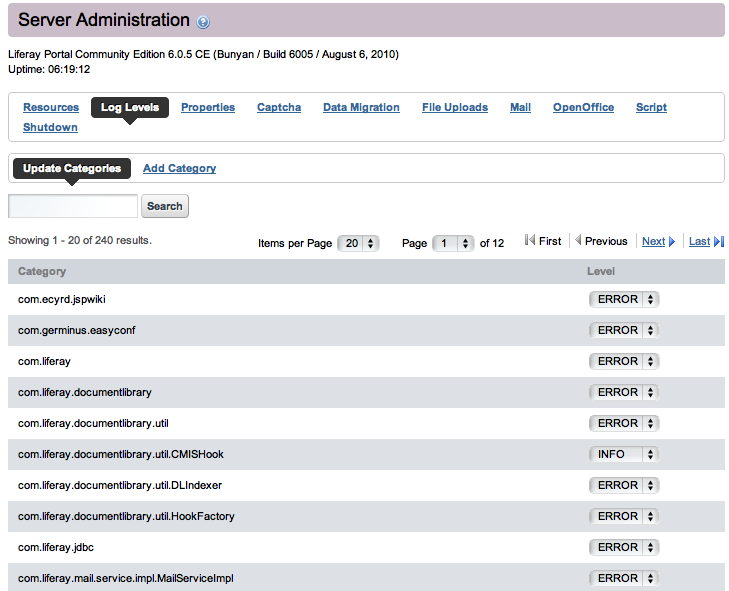 Server Administration ?
Liferay Portal Community Edition 6.0.5 CE (Bunyan / Build 6005 / August 6, 2010)
Uptime: 06:19:12
Resources Log Levels Properties Captcha Data Migration File Uploads Mail OpenOffice Script
Shutdown
Update Categories Add Category
Search
Showing 1 - 20 of 240 results. Items per Page 20 Page 1 of 12 First Previous Next Last
Category Level
com.ecyrd.jspwiki ERROR
com.germinus.easyconf ERROR
com.liferay ERROR
com.liferay.documentlibrary ERROR
com.liferay.documentlibrary.util ERROR
com.liferay.documentlibrary.util.CMISHook INFO
com.liferay.documentlibrary.util.DLIndexer ERROR
com.liferay.documentlibrary.util.HookFactory ERROR
com.liferay.jdbc ERROR
com.liferay.mail.service.impl.MailServiceImpl ERROR